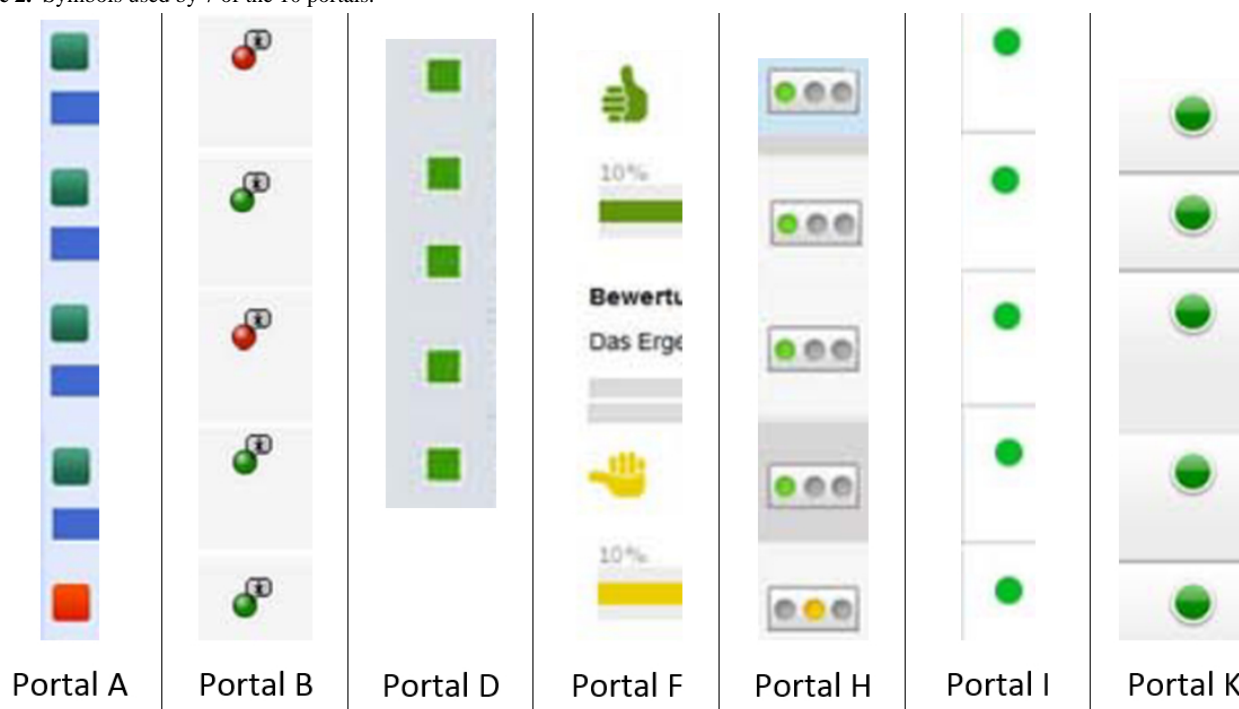 2. Symbols used by 7 of the 10 portals.
10%
Bewertu
Das Erge
10%
Portal A
Portal B
Portal D
Portal F
Portal H
Portal I
Portal K